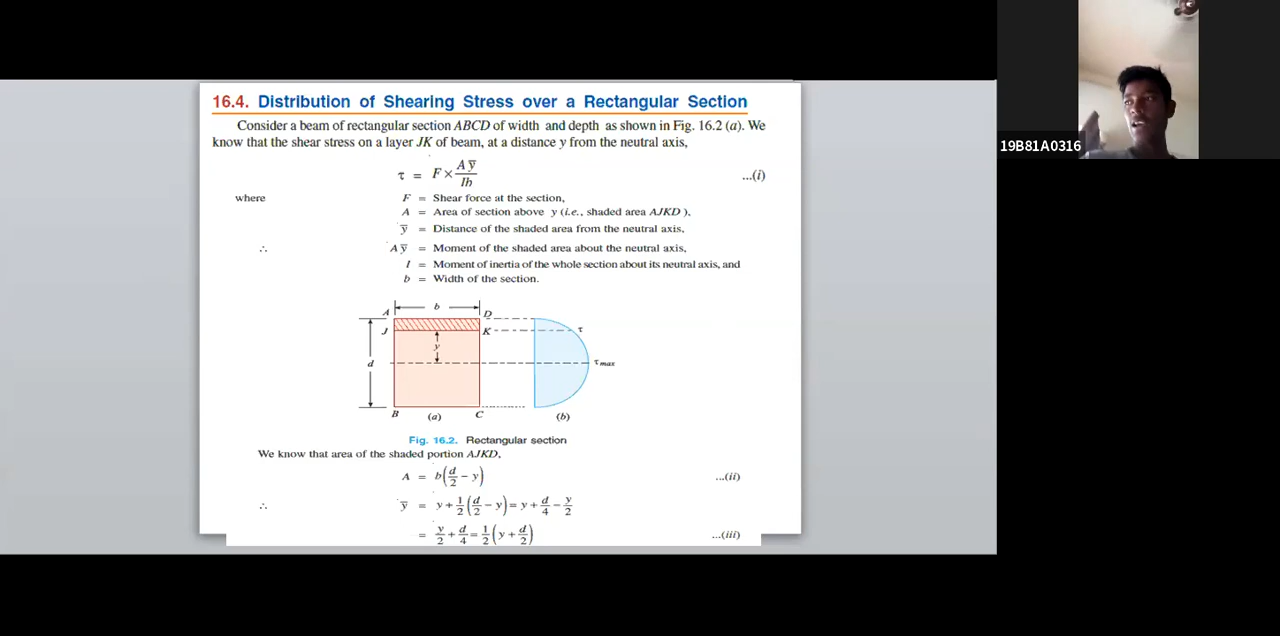 16.4. Distribution of Shearing Stress over a Rectangular Section
Consider a beam of rectangular section ABCD of width and depth as shown in Fig. 16.2 (a). We
know that the shear stress on a layer JK of beam, at a distance y from the neutral axis,
τ = F × Aȳ / Ib ...(i)
where F = Shear force at the section,
A = Area of section above y (i.e., shaded area AJKD ),
ȳ = Distance of the shaded area from the neutral axis,
∴ Aȳ = Moment of the shaded area about the neutral axis,
I = Moment of inertia of the whole section about its neutral axis, and
b = Width of the section.
A b D
J K τ
y
d τmax
B (a) C (b)
Fig. 16.2. Rectangular section
We know that area of the shaded portion AJKD,
A = b(d/2 − y) ...(ii)
∴ ȳ = y + 1/2 (d/2 − y) = y + d/4 − y/2
= y/2 + d/4 = 1/2 (y + d/2) ...(iii)
19B81A0316